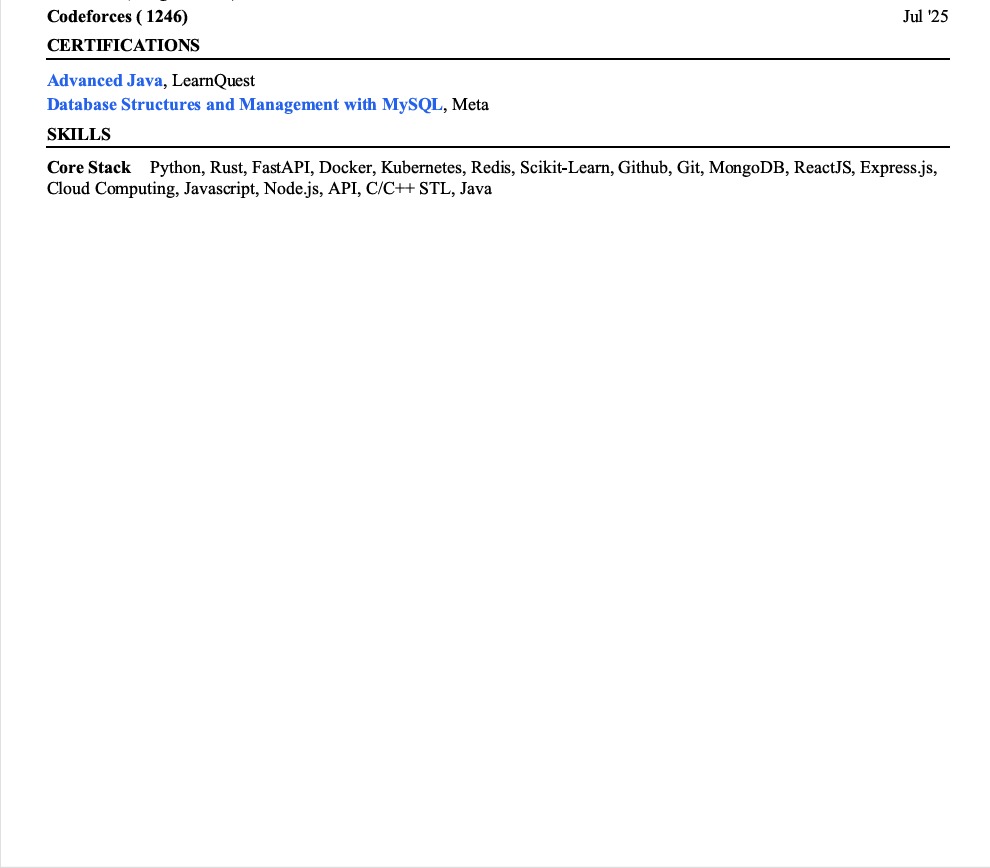 Codeforces ( 1246) Jul '25
CERTIFICATIONS
Advanced Java, LearnQuest
Database Structures and Management with MySQL, Meta
SKILLS
Core Stack Python, Rust, FastAPI, Docker, Kubernetes, Redis, Scikit-Learn, Github, Git, MongoDB, ReactJS, Express.js,
Cloud Computing, Javascript, Node.js, API, C/C++ STL, Java